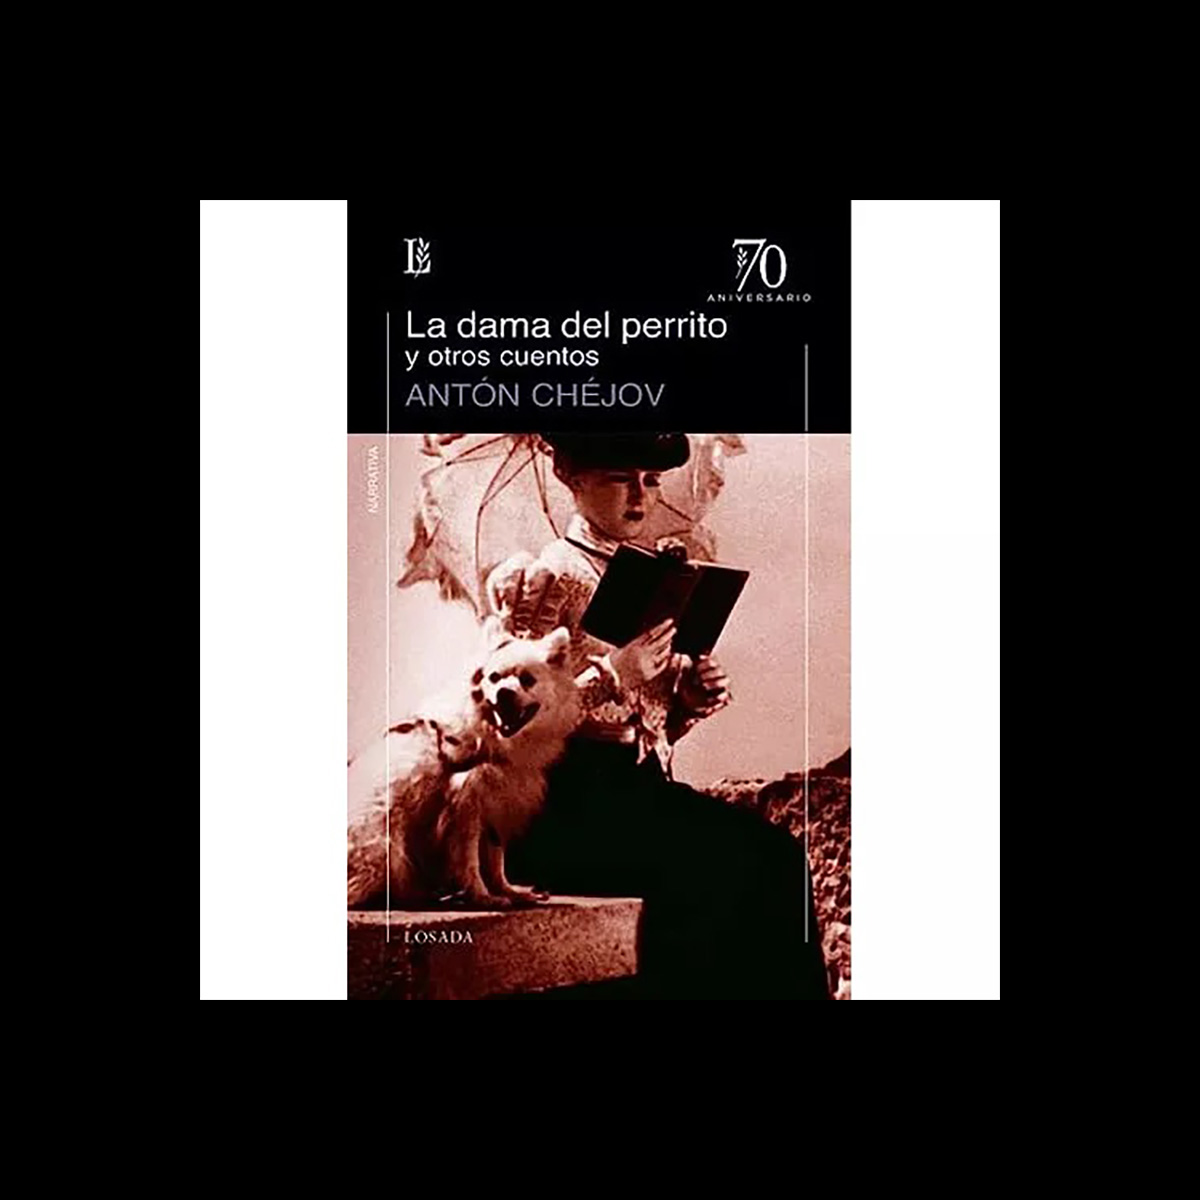 L
70
ANIVERSARIO
La dama del perrito
y otros cuentos
ANTÓN CHÉJOV
NARRATIVA
LOSADA